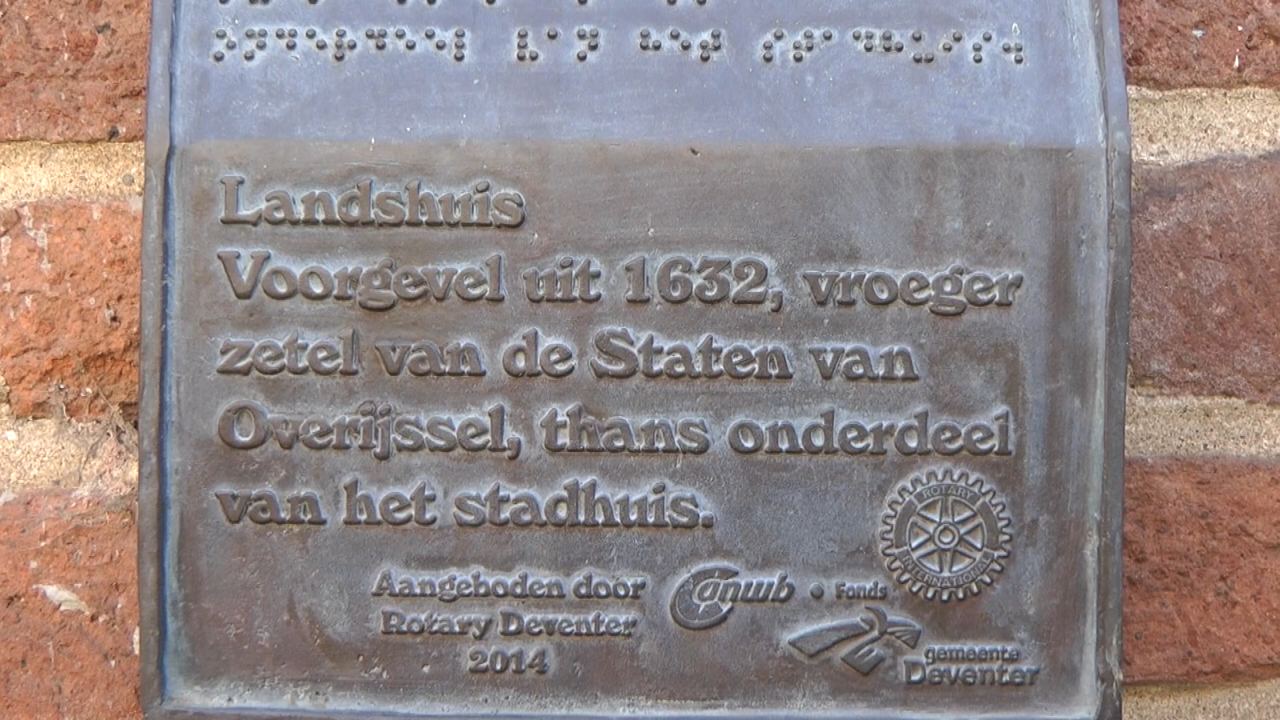 Landshuis
Voorgevel uit 1632, vroeger
zetel van de Staten van
Overijssel, thans onderdeel
van het stadhuis.
ROTARY
INTERNATIONAL
Aangeboden door
Rotary Deventer
2014
anwb • Fonds
gemeente
Deventer